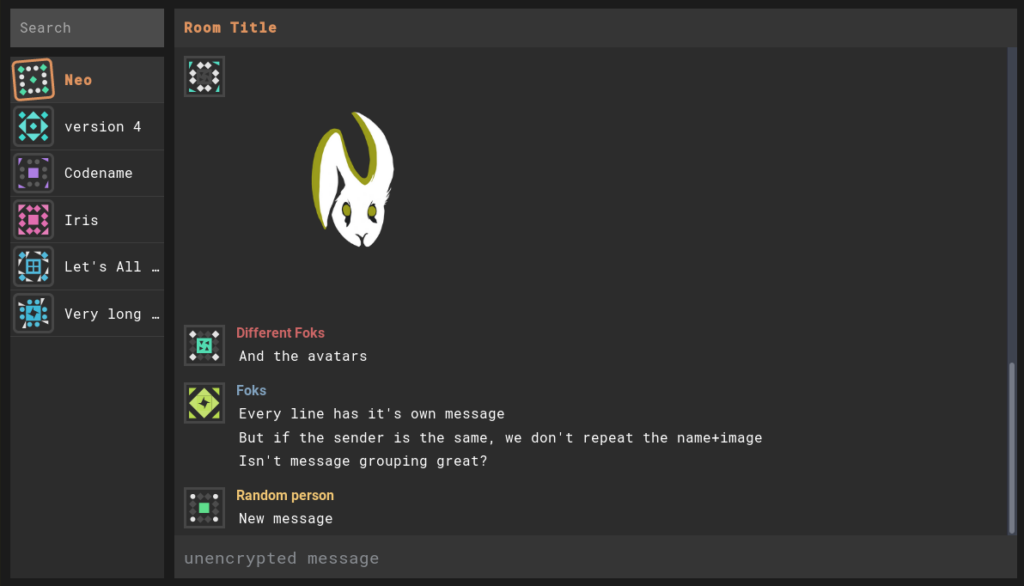 Search
Neo
version 4
Codename
Iris
Let's All …
Very long …
Room Title
Different Foks
And the avatars
Foks
Every line has it's own message
But if the sender is the same, we don't repeat the name+image
Isn't message grouping great?
Random person
New message
unencrypted message